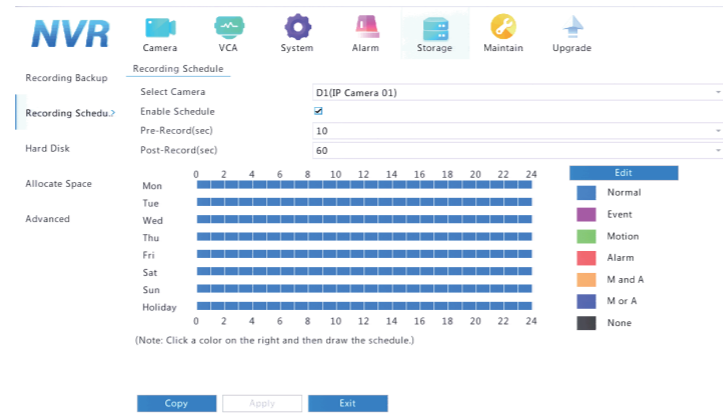 NVR
Camera VCA System Alarm Storage Maintain Upgrade
Recording Backup
Recording Schedu..>
Hard Disk
Allocate Space
Advanced
Recording Schedule
Select Camera D1(IP Camera 01)
Enable Schedule
Pre-Record(sec) 10
Post-Record(sec) 60
0 2 4 6 8 10 12 14 16 18 20 22 24
Mon
Tue
Wed
Thu
Fri
Sat
Sun
Holiday
0 2 4 6 8 10 12 14 16 18 20 22 24
Edit
Normal
Event
Motion
Alarm
M and A
M or A
None
(Note: Click a color on the right and then draw the schedule.)
Copy Apply Exit